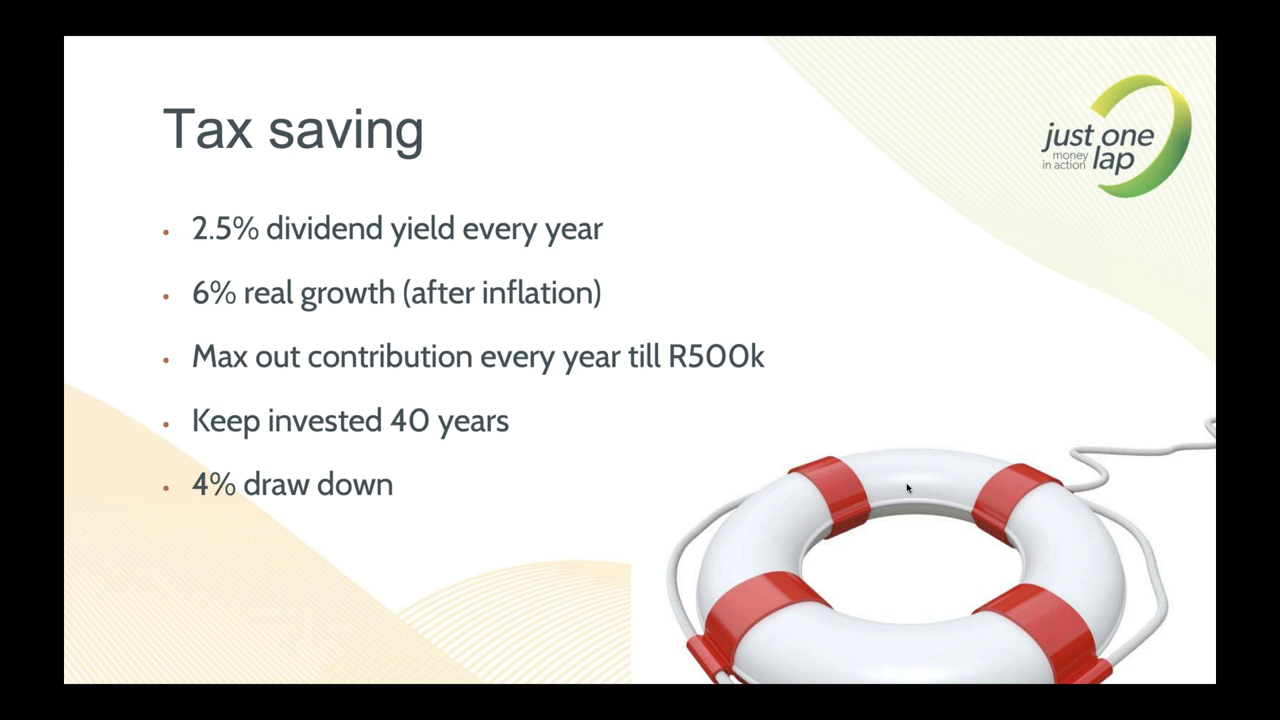 Tax saving
just one
money
in action lap
2.5% dividend yield every year
6% real growth (after inflation)
Max out contribution every year till R500k
Keep invested 40 years
4% draw down